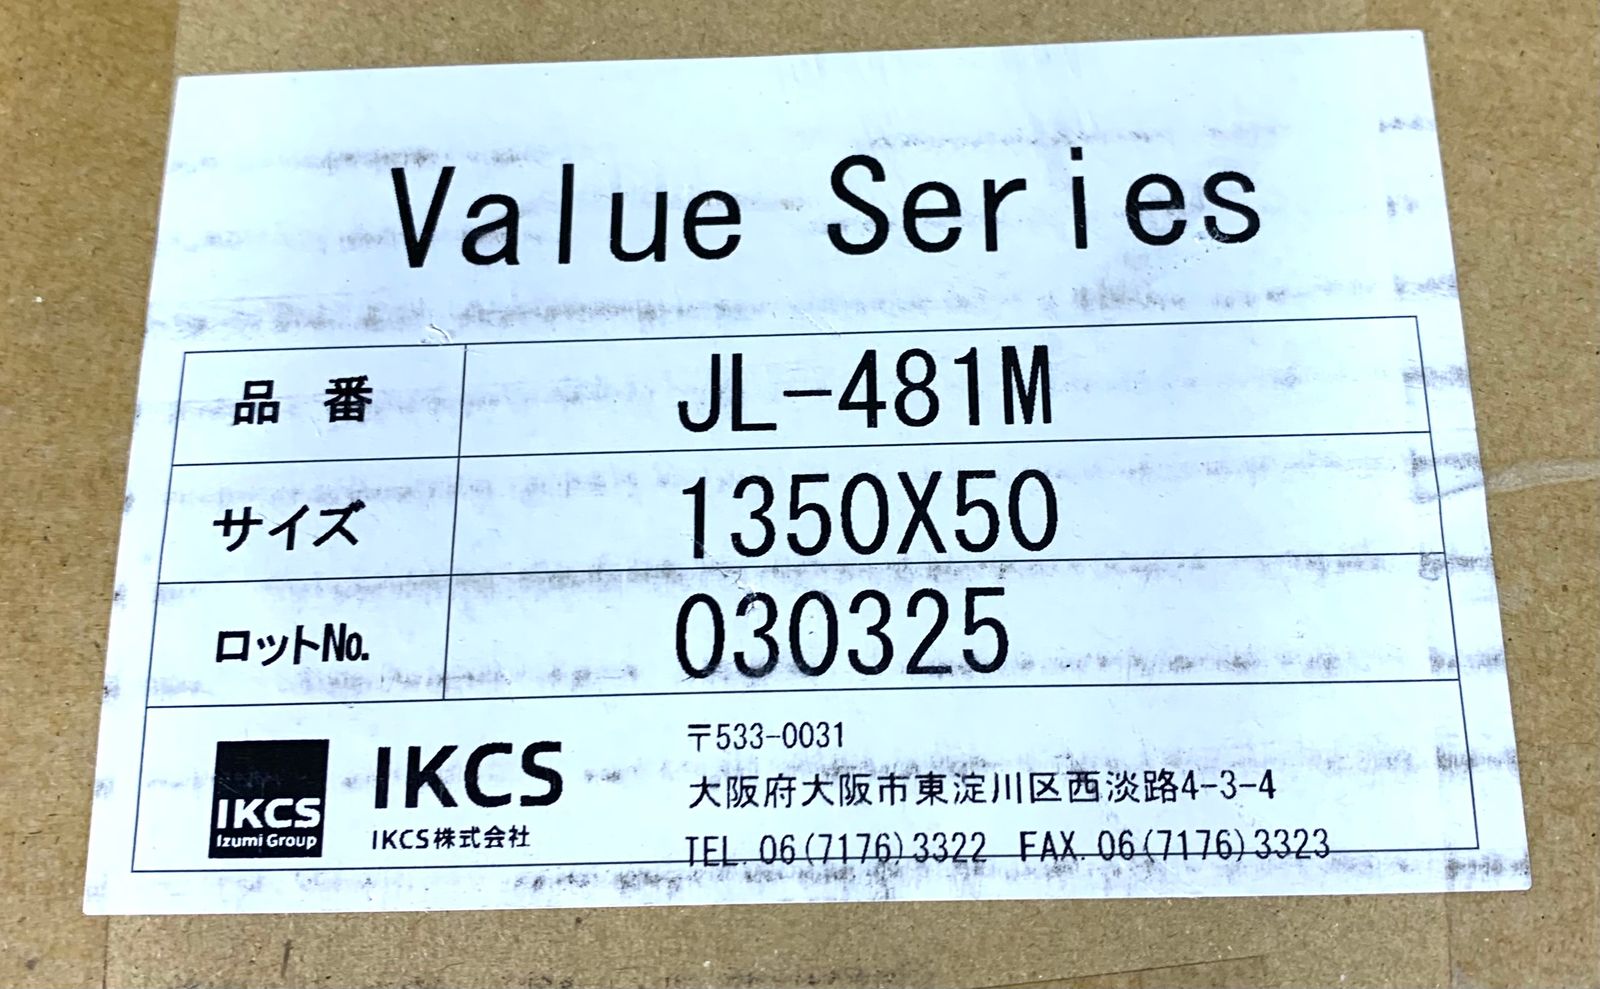 Value Series
品 番 JL-481M
サイズ 1350X50
ロットNo. 030325
IKCS
Izumi Group
IKCS
IKCS株式会社
〒533-0031
大阪府大阪市東淀川区西淡路4-3-4
TEL. 06(7176)3322 FAX. 06(7176)3323